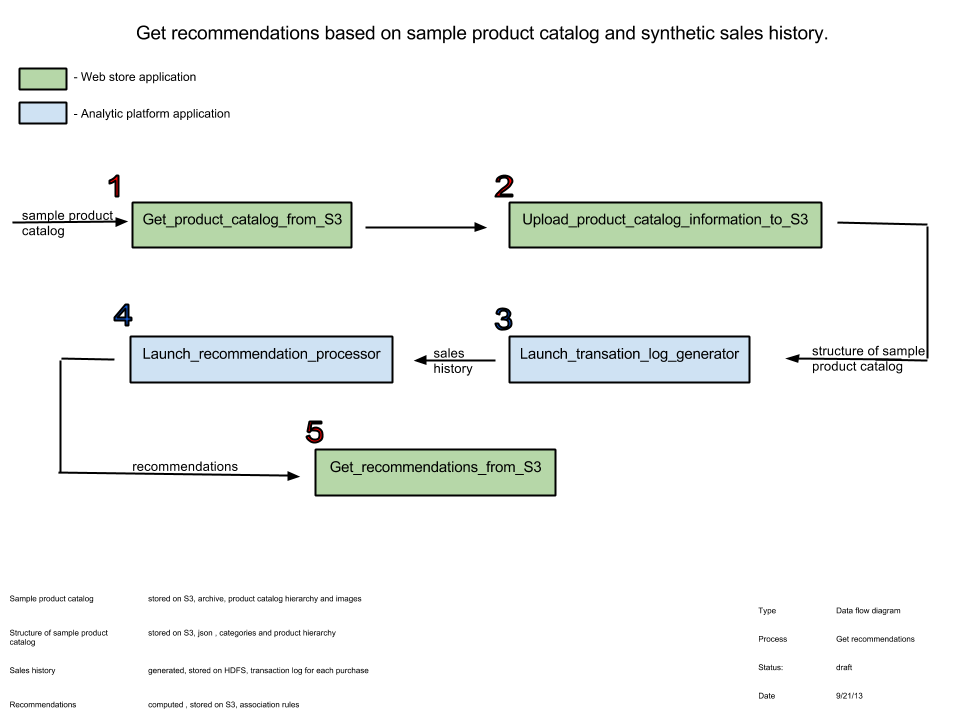 Get recommendations based on sample product catalog and synthetic sales history.
- Web store application
- Analytic platform application
1
2
sample product
catalog
Get_product_catalog_from_S3
Upload_product_catalog_information_to_S3
4
3
Launch_recommendation_processor
sales
history
Launch_transation_log_generator
structure of sample
product catalog
5
recommendations
Get_recommendations_from_S3
Sample product catalog
stored on S3, archive, product catalog hierarchy and images
Structure of sample product
catalog
stored on S3, json , categories and product hierarchy
Sales history
generated, stored on HDFS, transaction log for each purchase
Recommendations
computed , stored on S3, association rules
Type
Data flow diagram
Process
Get recommendations
Status:
draft
Date
9/21/13